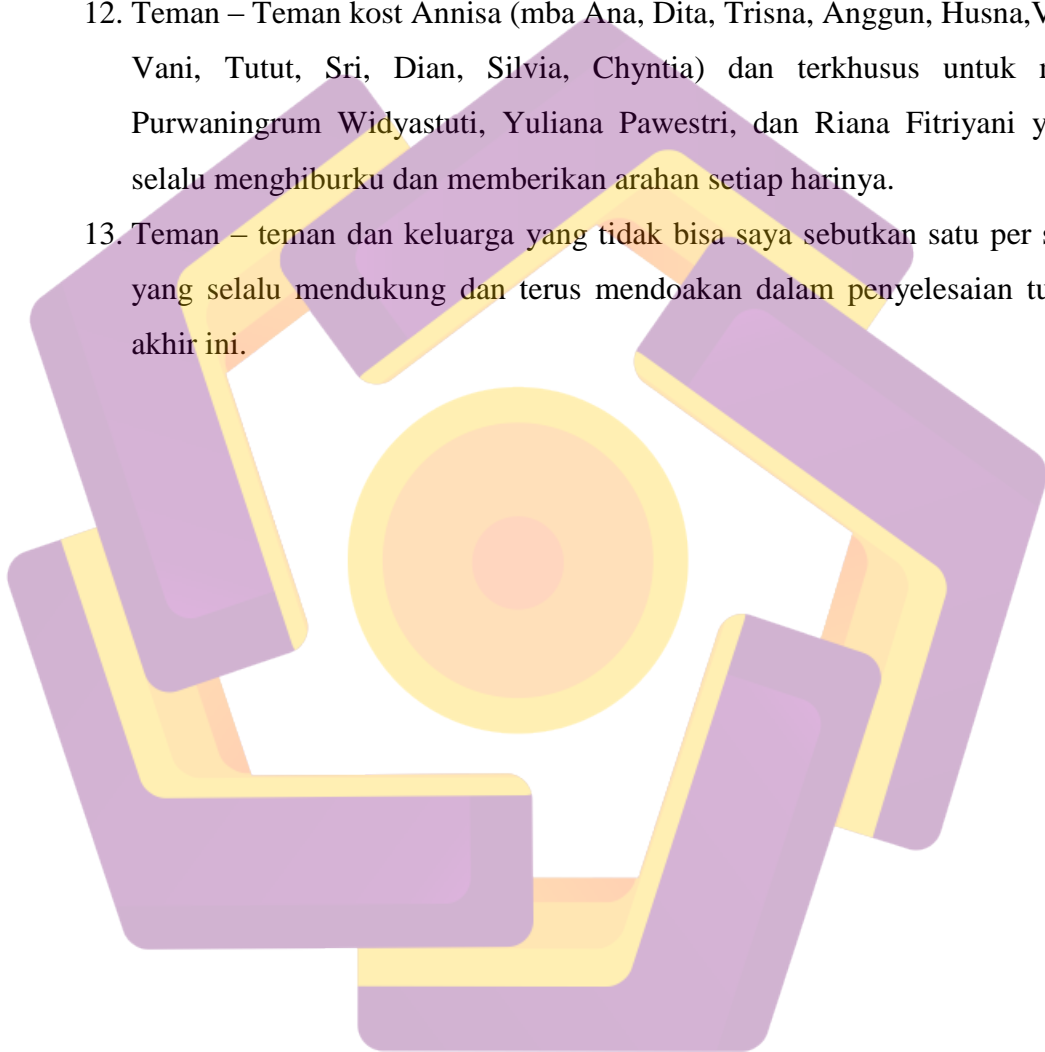 12. Teman – Teman kost Annisa (mba Ana, Dita, Trisna, Anggun, Husna,
Vani, Tutut, Sri, Dian, Silvia, Chyntia) dan terkhusus untuk
Purwaningrum Widyastuti, Yuliana Pawestri, dan Riana Fitriyani
selalu menghiburku dan memberikan arahan setiap harinya.
13. Teman – teman dan keluarga yang tidak bisa saya sebutkan satu per
yang selalu mendukung dan terus mendoakan dalam penyelesaian
akhir ini.